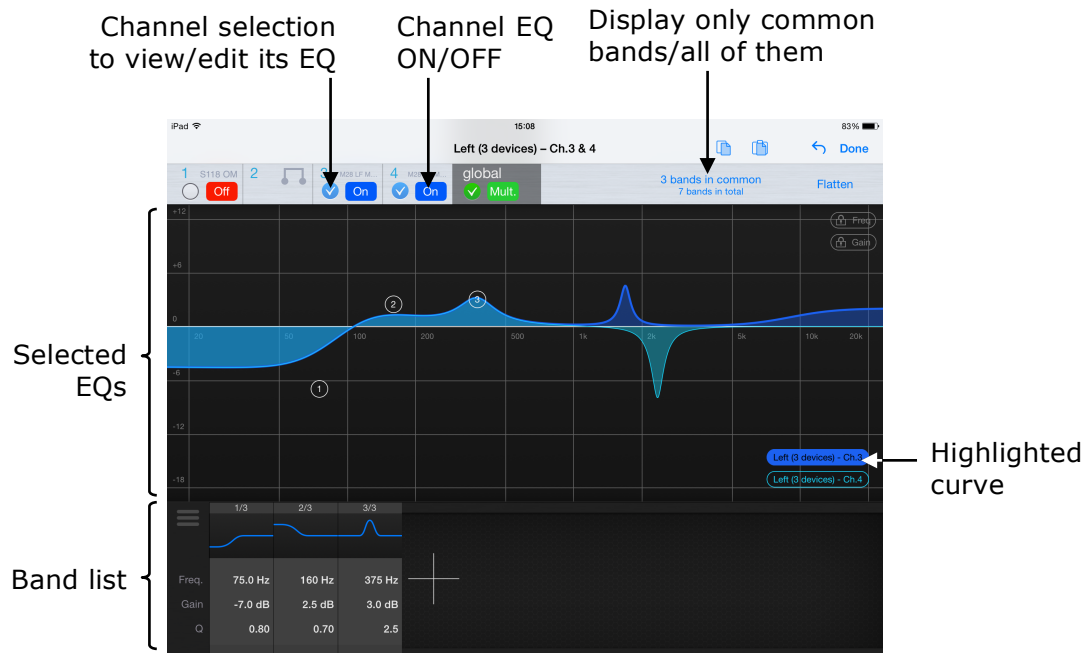 Channel selection
to view/edit its EQ
Channel EQ
ON/OFF
Display only common
bands/all of them
iPad 15:08 83%
Left (3 devices) – Ch.3 & 4
Done
1 S118 OM 2 3 M28 LF M... 4 global
Off On On Mult.
3 bands in common
7 bands in total
Flatten
+12
Freq
Gain
+6
0
20 50 100 200 500 1k 2k 5k 10k 20k
-6
-12
-18
1
2
3
Selected
EQs
Left (3 devices) - Ch.3
Left (3 devices) - Ch.4
Highlighted
curve
1/3 2/3 3/3
Band list
Freq. 75.0 Hz 160 Hz 375 Hz
Gain -7.0 dB 2.5 dB 3.0 dB
Q 0.80 0.70 2.5